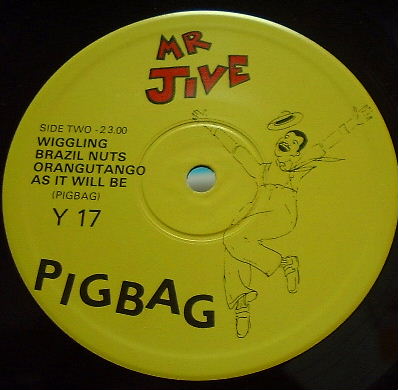 MR
JIVE
SIDE TWO - 23.00
WIGGLING
BRAZIL NUTS
ORANGUTANGO
AS IT WILL BE
(PIGBAG)
Y 17
PIGBAG